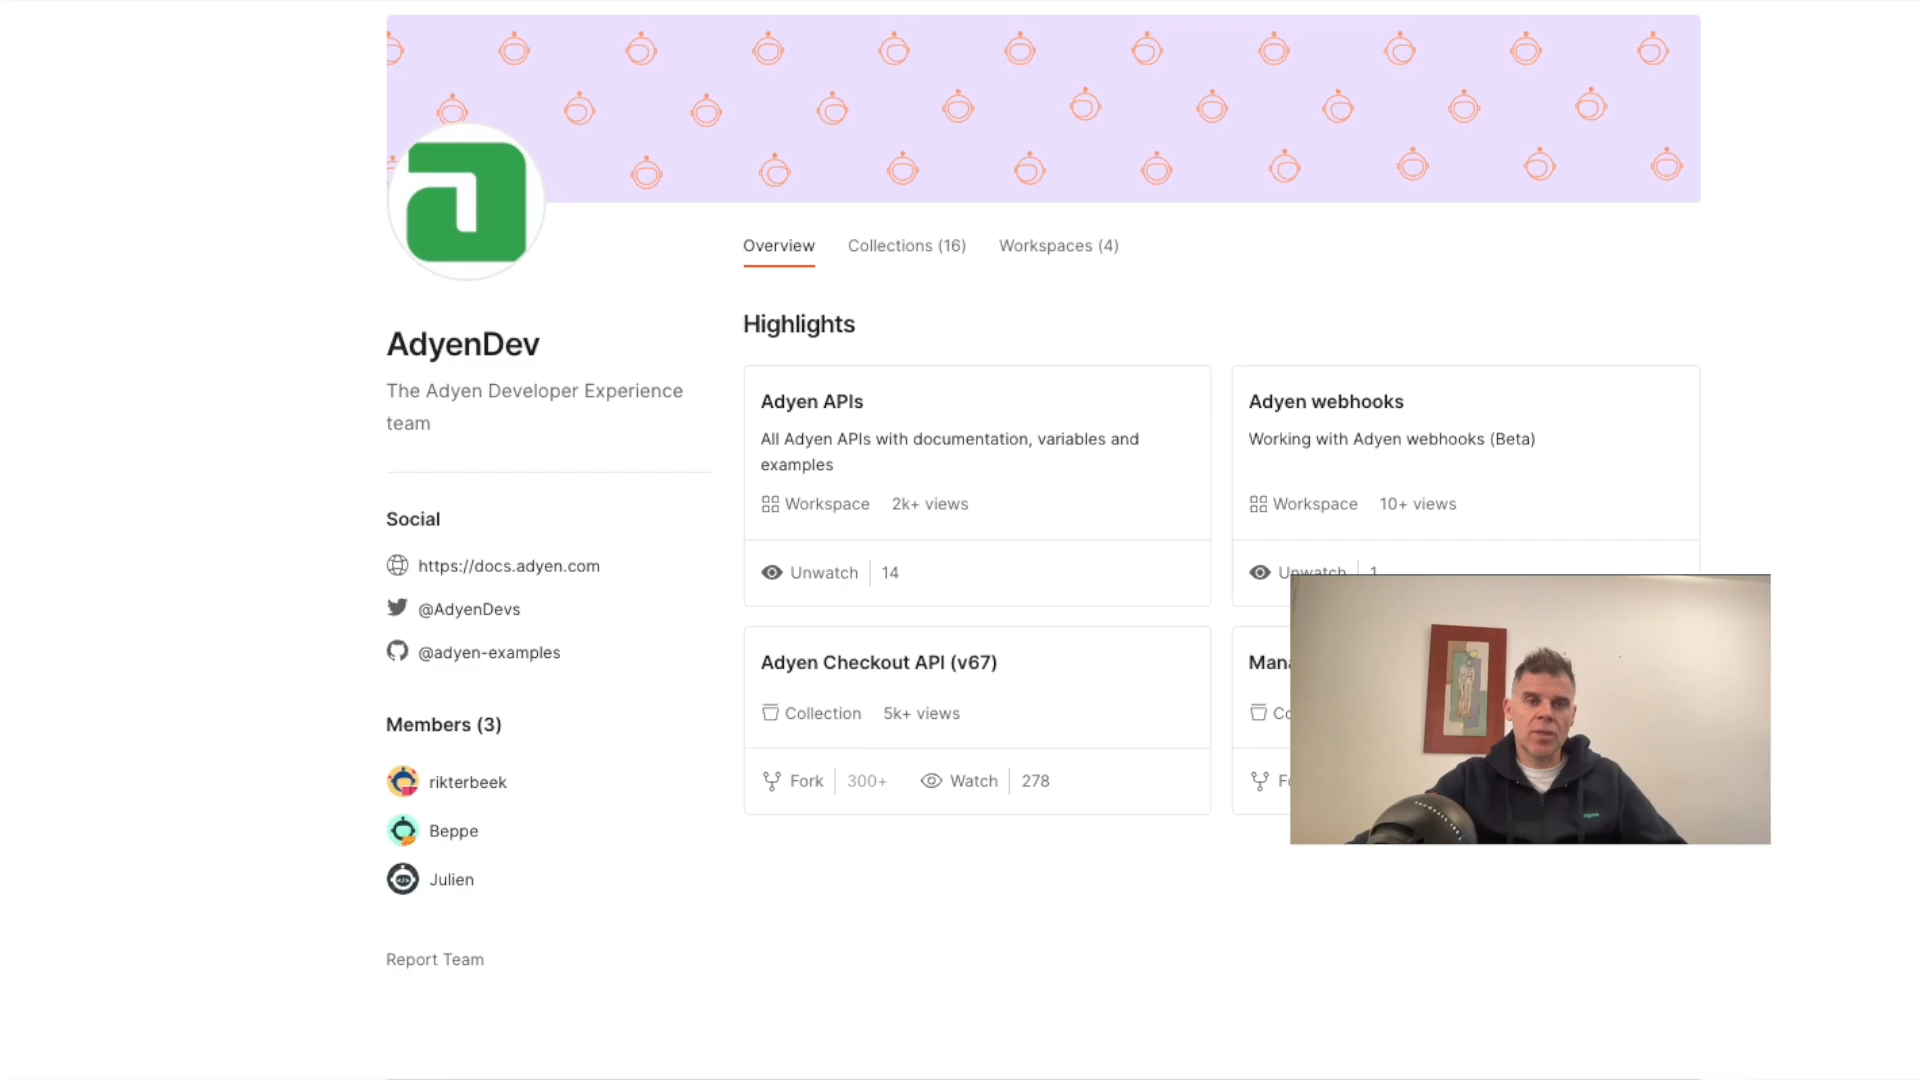 Overview
Collections (16)
Workspaces (4)
AdyenDev
The Adyen Developer Experience
team
Social
https://docs.adyen.com
@AdyenDevs
@adyen-examples
Members (3)
rikterbeek
Beppe
Julien
Report Team
Highlights
Adyen APIs
All Adyen APIs with documentation, variables and
examples
Workspace 2k+ views
Unwatch 14
Adyen webhooks
Working with Adyen webhooks (Beta)
Workspace 10+ views
Unwatch 1
Adyen Checkout API (v67)
Collection 5k+ views
Fork 300+ Watch 278